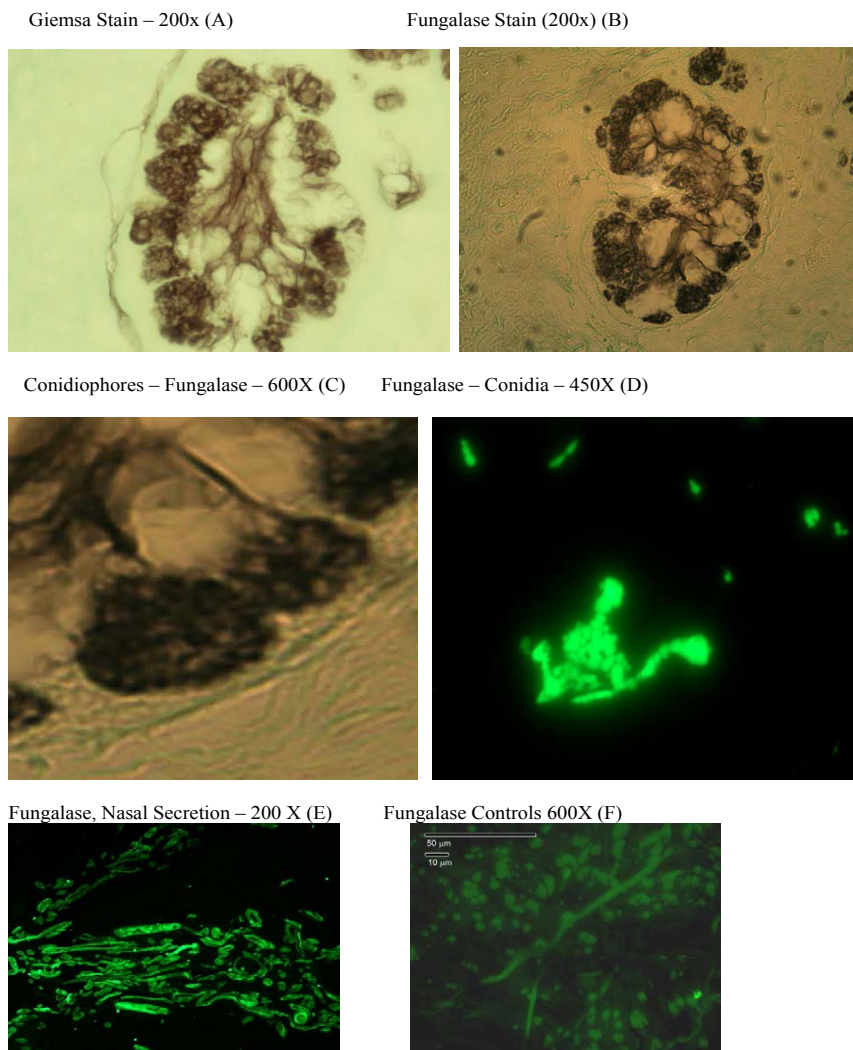 Giemsa Stain – 200x (A) Fungalase Stain (200x) (B)
Conidiophores – Fungalase – 600X (C) Fungalase – Conidia – 450X (D)
Fungalase, Nasal Secretion – 200 X (E) Fungalase Controls 600X (F)
50 µm
10 µm